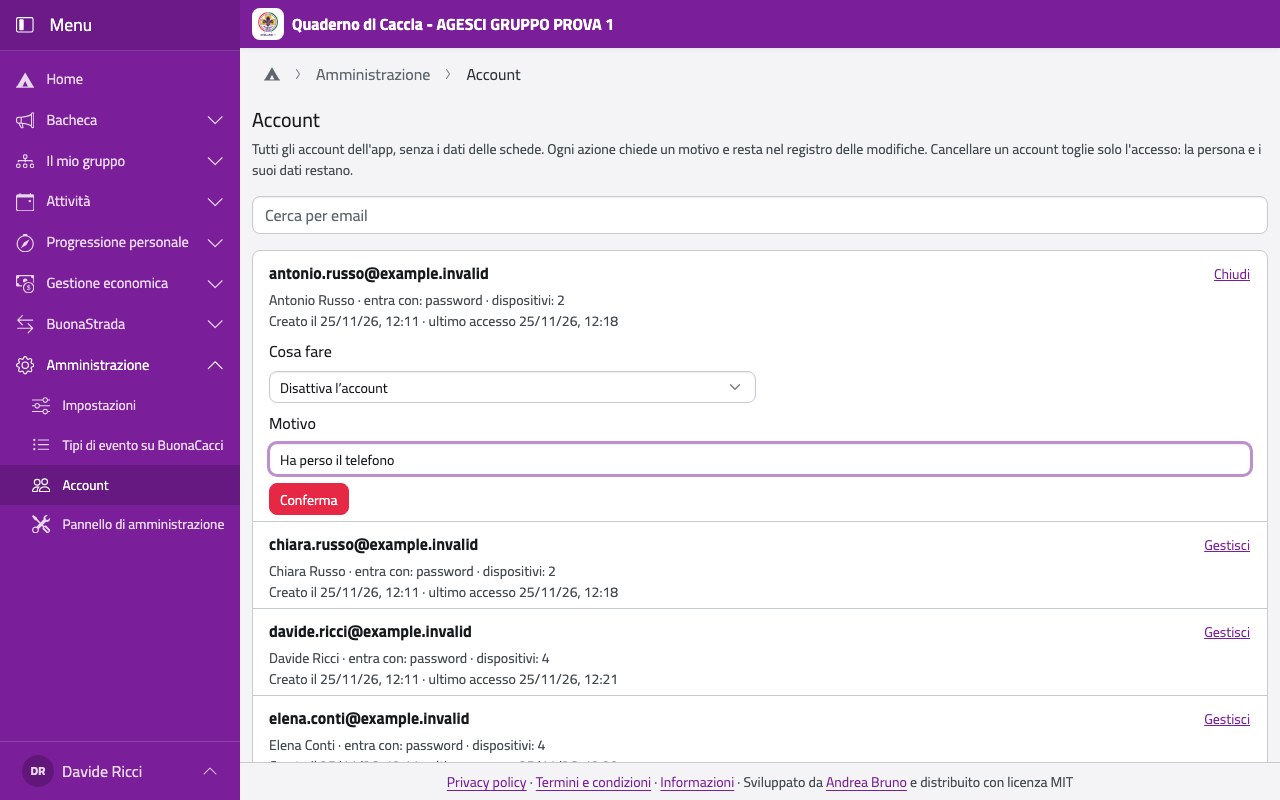 Menu
Quaderno di Caccia - AGESCI GRUPPO PROVA 1
Home
Bacheca
Il mio gruppo
Attività
Progressione personale
Gestione economica
BuonaStrada
Amministrazione
Impostazioni
Tipi di evento su BuonaCacci
Account
Pannello di amministrazione
DR Davide Ricci
Amministrazione Account
Account
Tutti gli account dell'app, senza i dati delle schede. Ogni azione chiede un motivo e resta nel registro delle modifiche. Cancellare un account toglie solo l'accesso: la persona e i
suoi dati restano.
Cerca per email
antonio.russo@example.invalid Chiudi
Antonio Russo · entra con: password · dispositivi: 2
Creato il 25/11/26, 12:11 · ultimo accesso 25/11/26, 12:18
Cosa fare
Disattiva l’account
Motivo
Ha perso il telefono
Conferma
chiara.russo@example.invalid Gestisci
Chiara Russo · entra con: password · dispositivi: 2
Creato il 25/11/26, 12:11 · ultimo accesso 25/11/26, 12:18
davide.ricci@example.invalid Gestisci
Davide Ricci · entra con: password · dispositivi: 4
Creato il 25/11/26, 12:11 · ultimo accesso 25/11/26, 12:21
elena.conti@example.invalid Gestisci
Elena Conti · entra con: password · dispositivi: 4
Privacy policy · Termini e condizioni · Informazioni · Sviluppato da Andrea Bruno e distribuito con licenza MIT